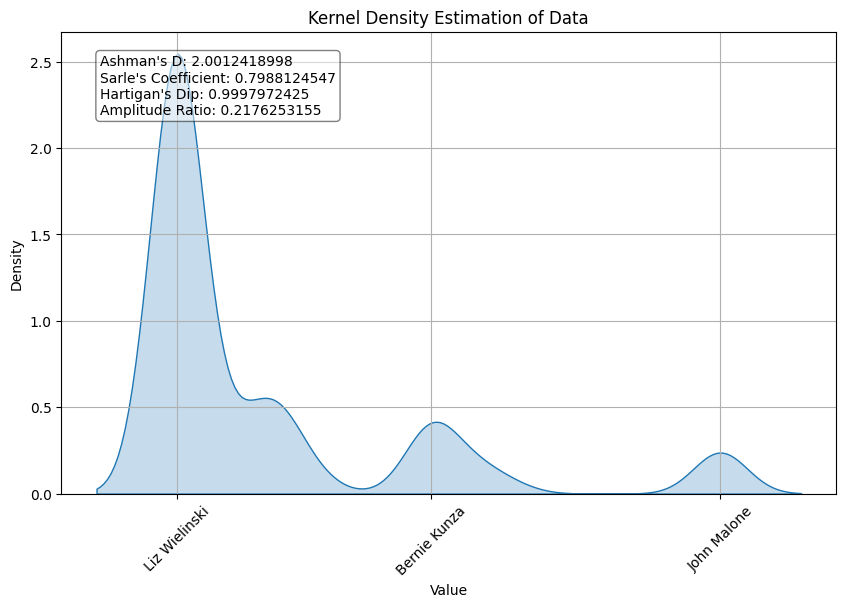 Kernel Density Estimation of Data
Ashman's D: 2.0012418998
Sarle's Coefficient: 0.7988124547
Hartigan's Dip: 0.9997972425
Amplitude Ratio: 0.2176253155
2.5
2.0
1.5
1.0
0.5
0.0
Density
Liz Wielinski
Bernie Kunza
John Malone
Value